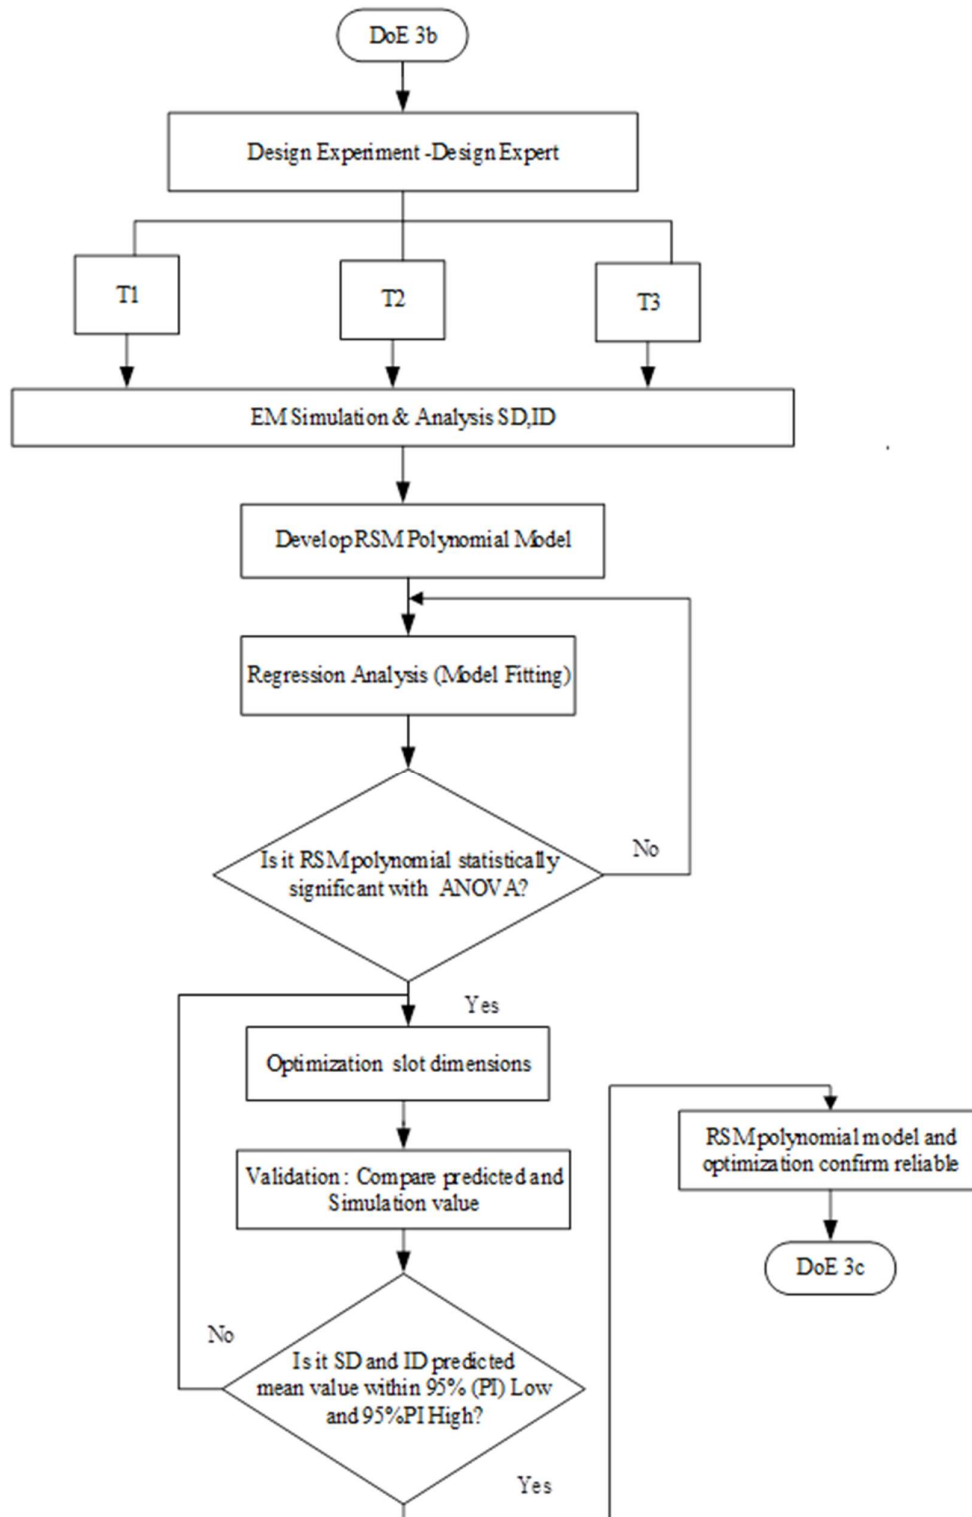 DoE 3b
Design Experiment -Design Expert
T1
T2
T3
EM Simulation & Analysis SD,ID
Develop RSM Polynomial Model
Regression Analysis (Model Fitting)
Is it RSM polynomial statistically
significant with ANOVA?
No
Yes
Optimization slot dimensions
Validation : Compare predicted and
Simulation value
No
Is it SD and ID predicted
mean value within 95% (PI) Low
and 95%PI High?
Yes
RSM polynomial model and
optimization confirm reliable
DoE 3c